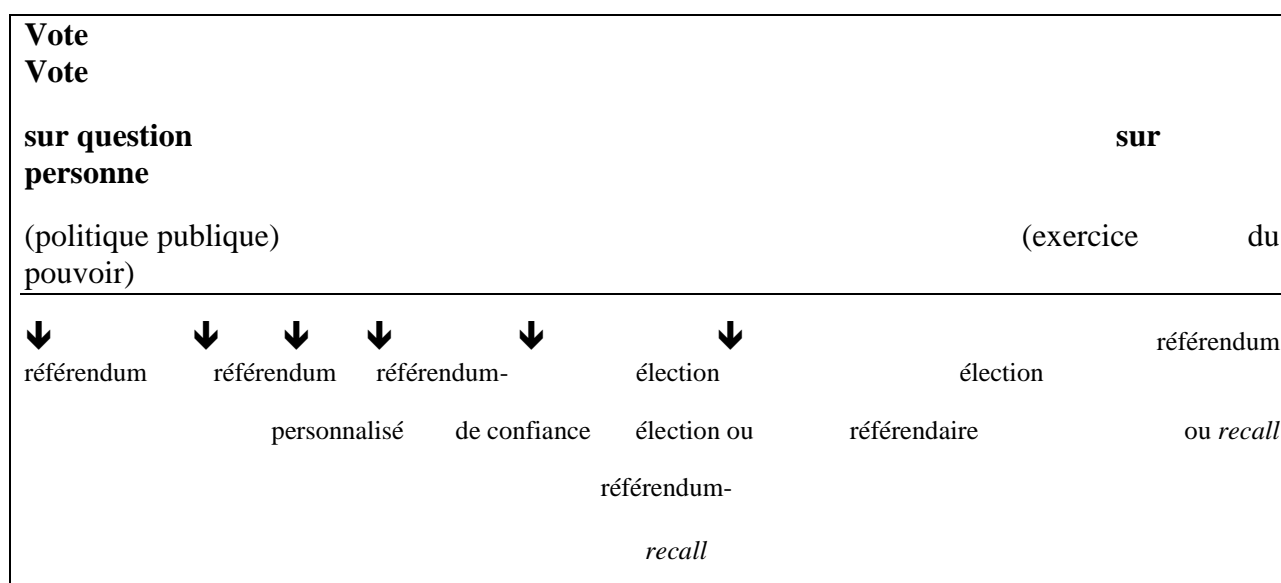 Vote
Vote
sur question sur
personne
(politique publique) (exercice du
pouvoir)
référendum
référendum référendum référendum- élection élection
personnalisé de confiance élection ou référendaire ou recall
référendum-
recall